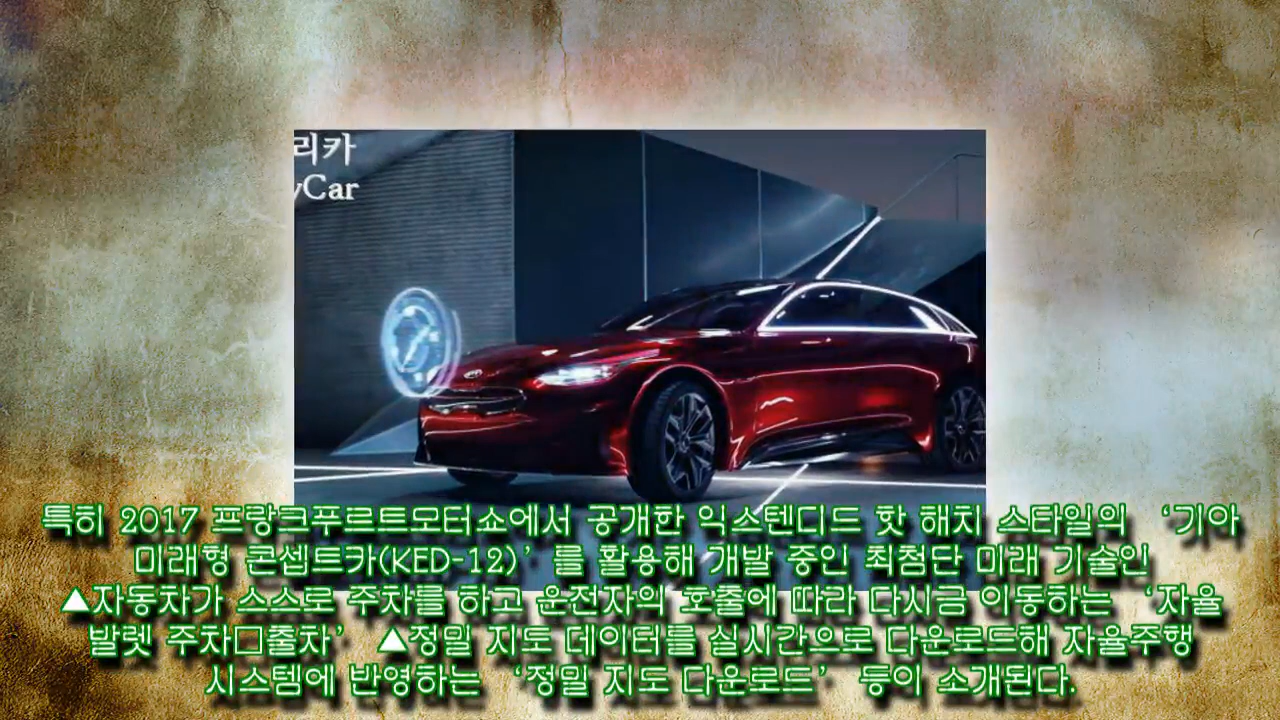 리카
yCar
특히 2017 프랑크푸르트모터쇼에서 공개한 익스텐디드 핫 해치 스타일의 ‘기아
미래형 콘셉트카(KED-12)’를 활용해 개발 중인 최첨단 미래 기술인
▲자동차가 스스로 주차를 하고 운전자의 호출에 따라 다시금 이동하는 ‘자율
발렛 주차□출차’ ▲정밀 지도 데이터를 실시간으로 다운로드해 자율주행
시스템에 반영하는 ‘정밀 지도 다운로드’ 등이 소개된다.